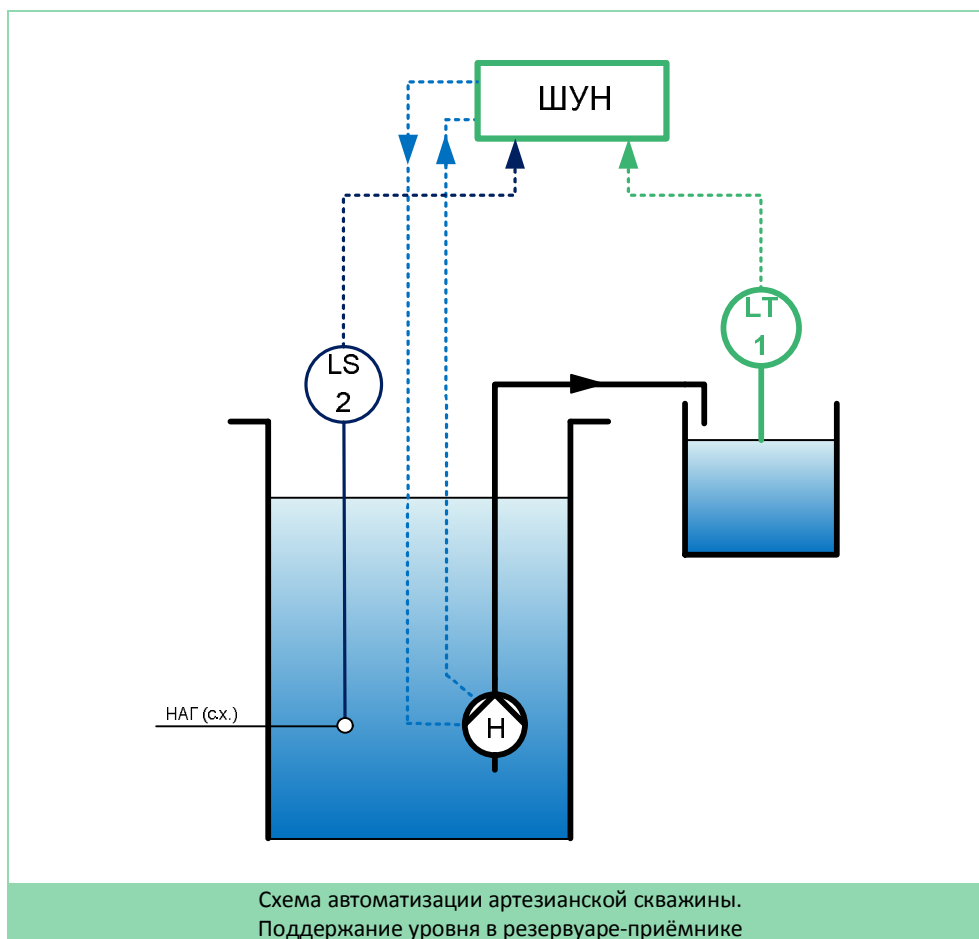 ШУН
LT
1
LS
2
НАГ (с.х.)
Н
Схема автоматизации артезианской скважины.
Поддержание уровня в резервуаре-приёмнике